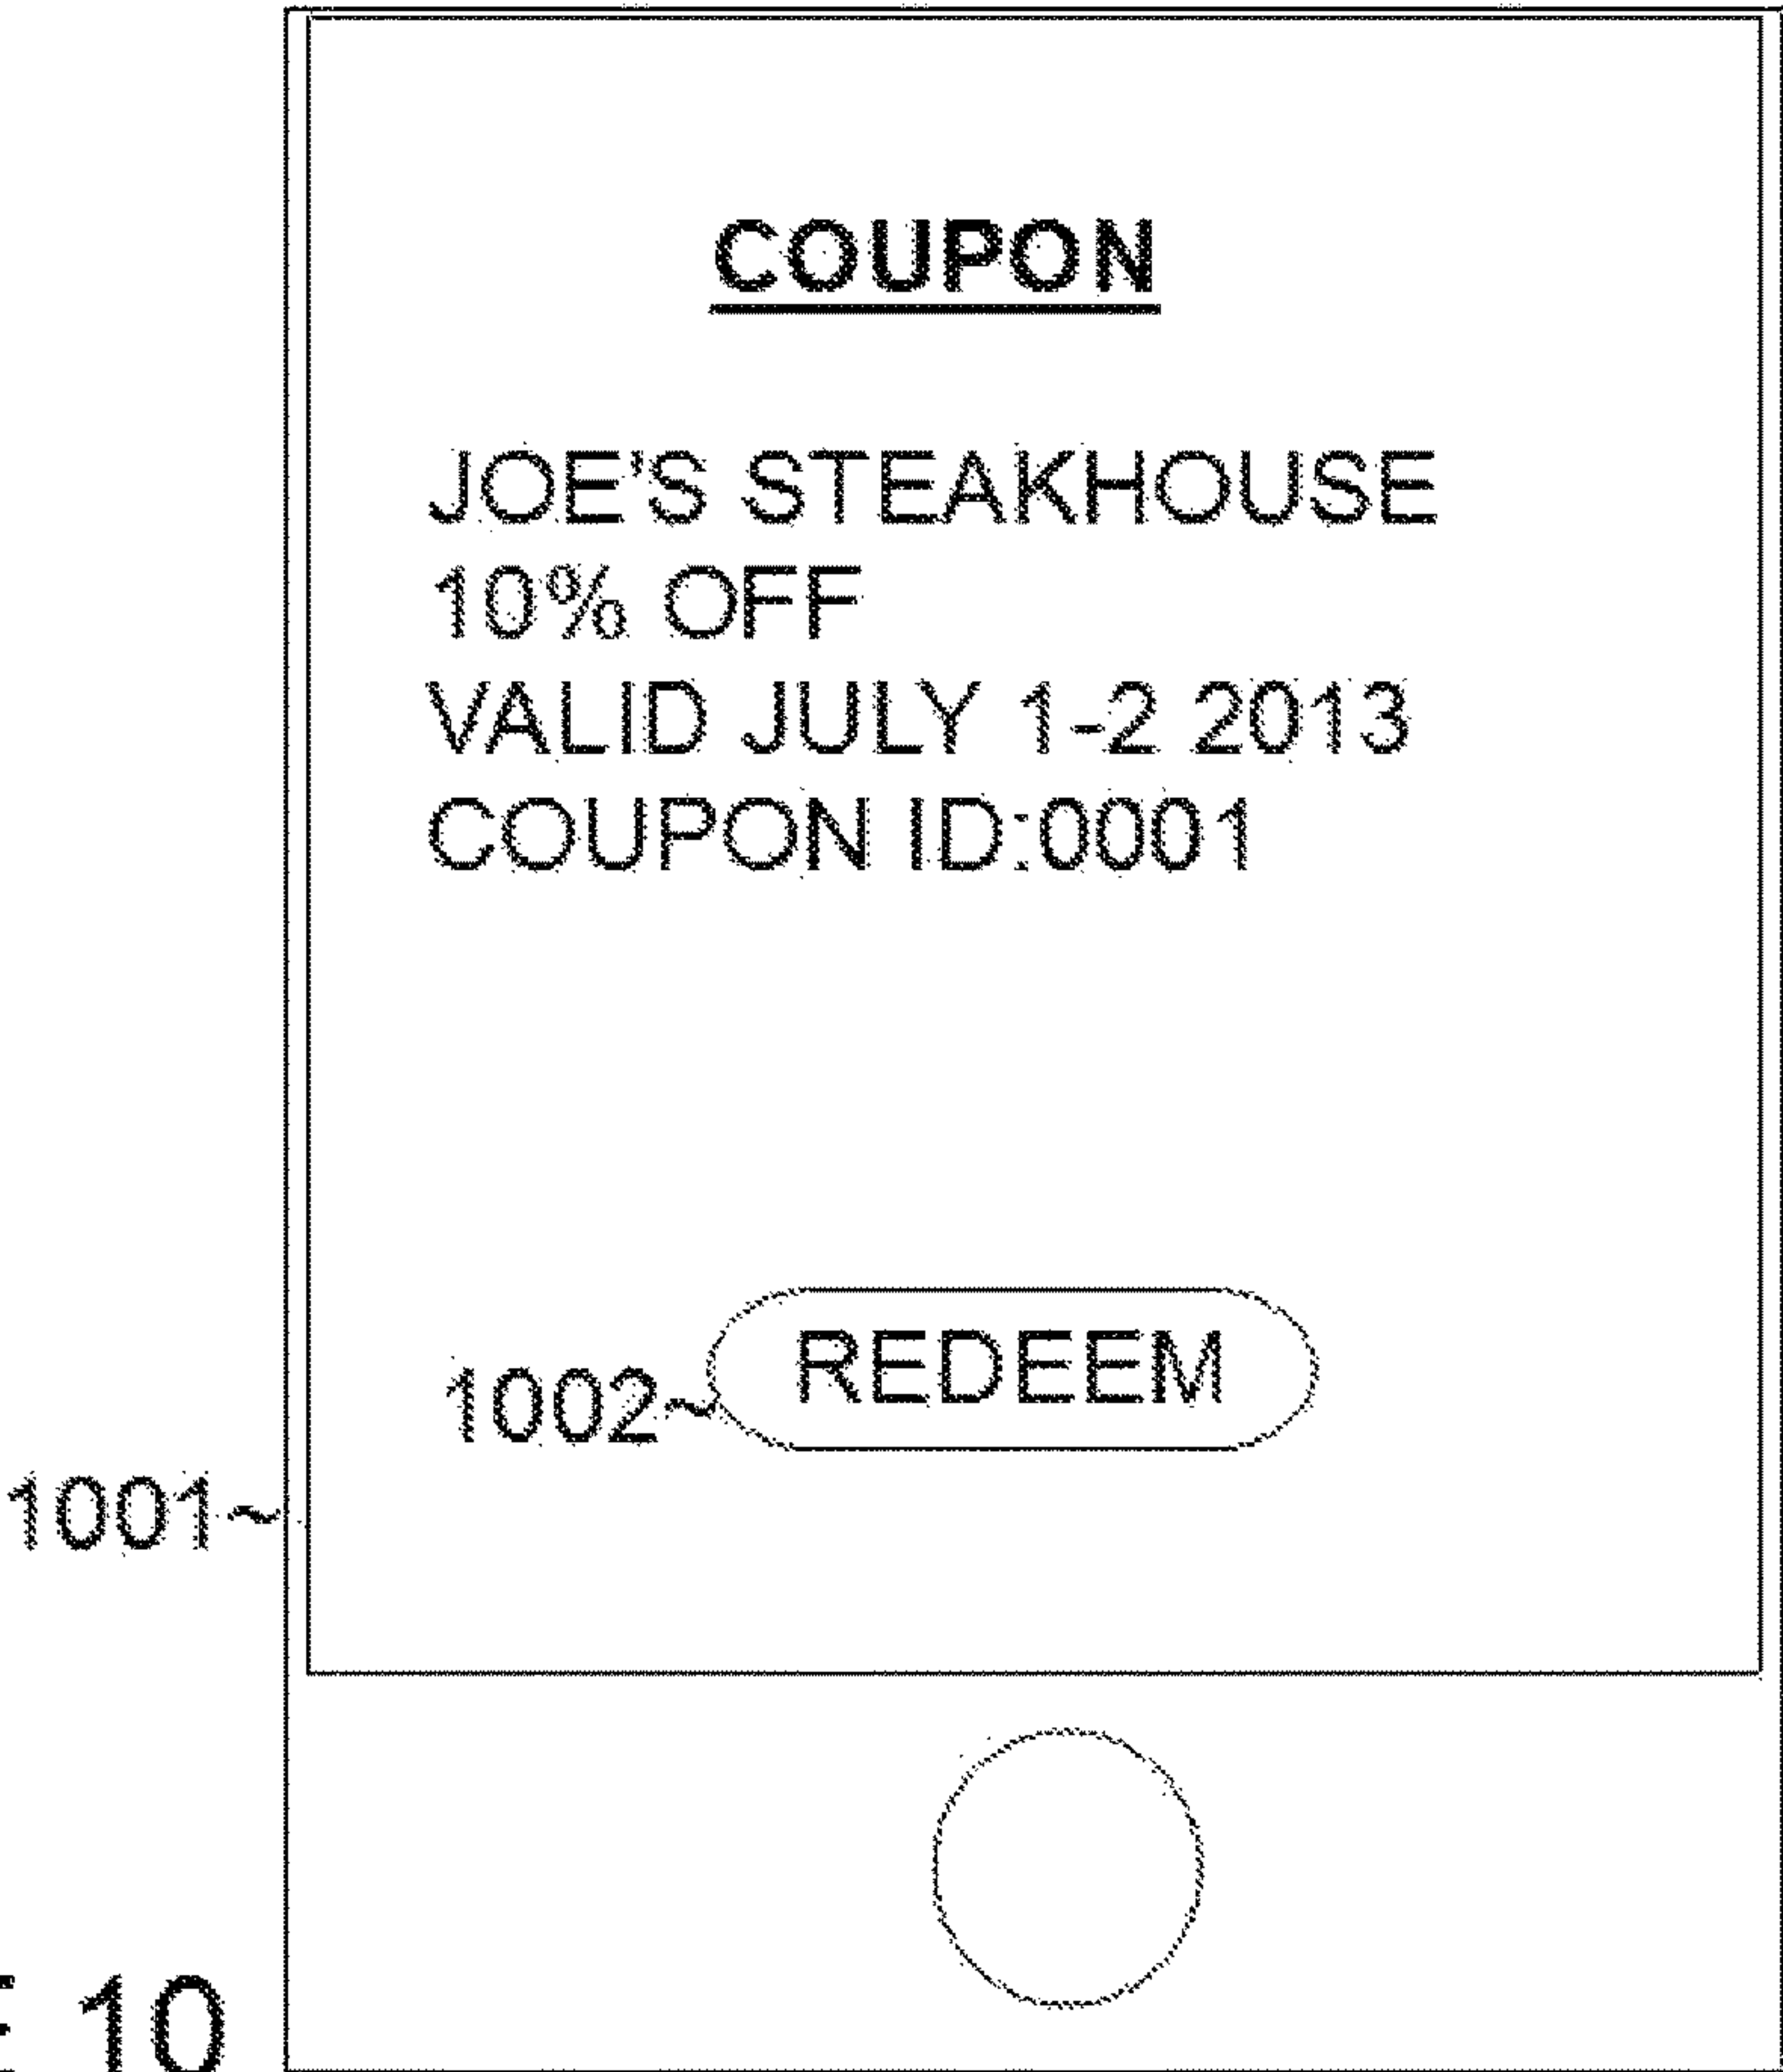 COUPON
JOE'S STEAKHOUSE
10% OFF
VALID JULY 1-2 2013
COUPON ID:0001
REDEEM
1002~
1001~
10